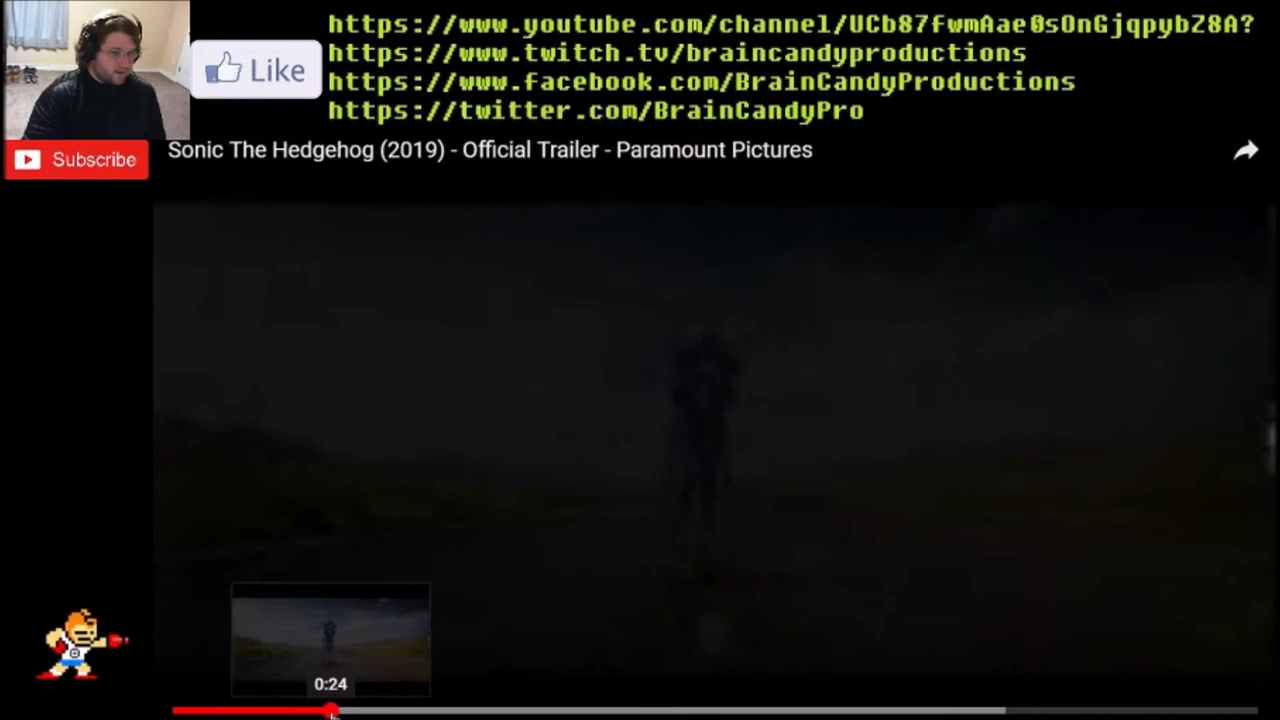 https://www.youtube.com/channel/UCb87fwmAae0sOnGjqpybZ8A?
https://www.twitch.tv/braincandyproductions
Like
https://www.facebook.com/BrainCandyProductions
https://twitter.com/BrainCandyPro
Subscribe
Sonic The Hedgehog (2019) - Official Trailer - Paramount Pictures
0:24